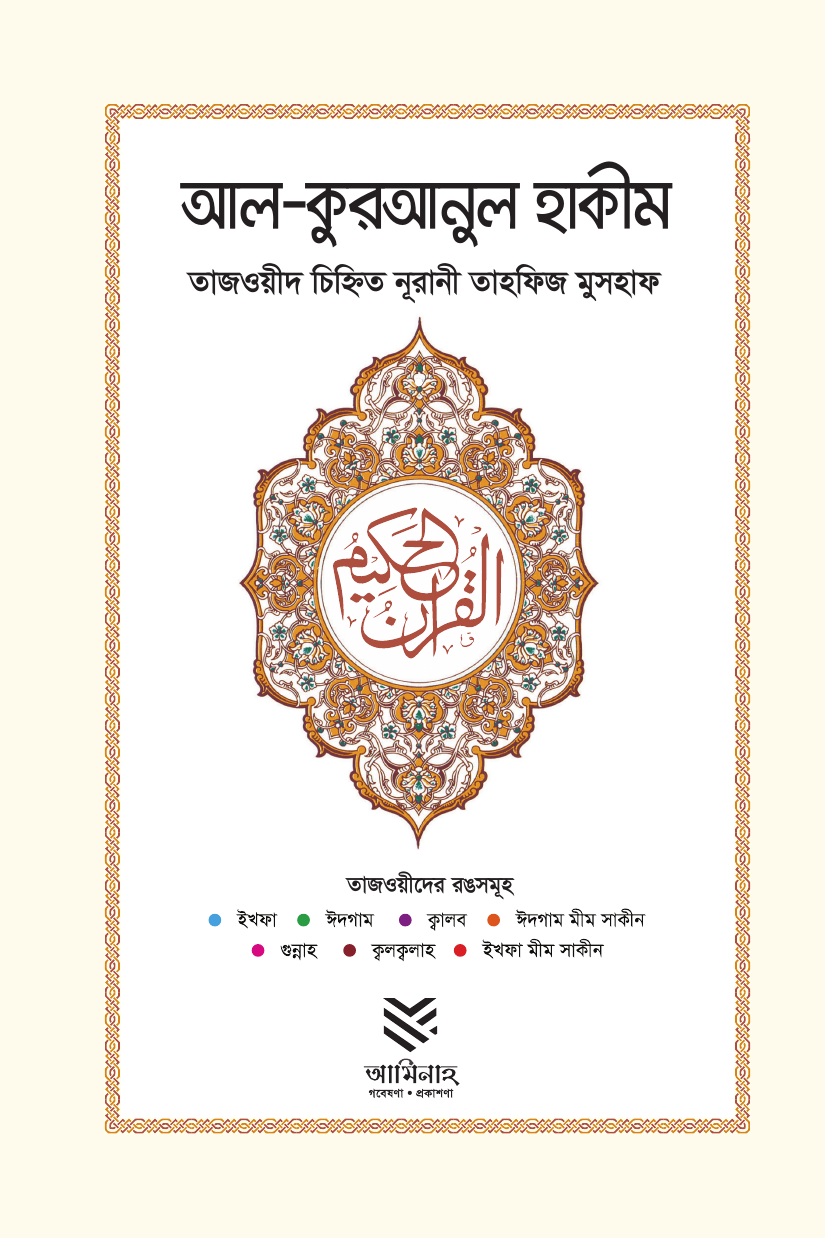 আল-কুরআনুল হাকীম
তাজওয়ীদ চিহ্নিত নূরানী তাহফিজ মুসহাফ
القرآن الحكيم
তাজওয়ীদের রঙসমূহ
ইখফা ঈদগাম ক্বালব ঈদগাম মীম সাকীন
গুন্নাহ ক্বলক্বলাহ ইখফা মীম সাকীন
আমিনাহ
গবেষণা • প্রকাশণা